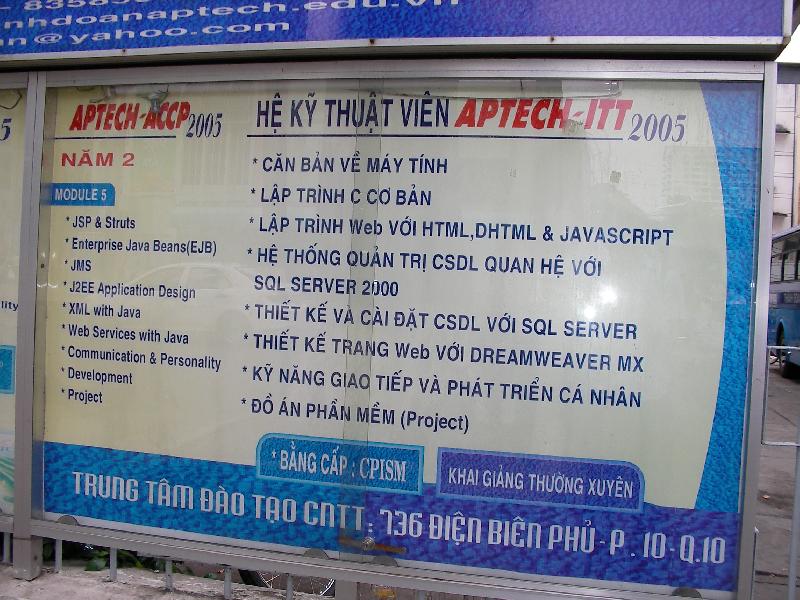 nhdoanaptech.edu.vn
an@yahoo.com
APTECH-ACCP 2005
NĂM 2
MODULE 5
* JSP & Struts
* Enterprise Java Beans(EJB)
* JMS
* J2EE Application Design
* XML with Java
* Web Services with Java
* Communication & Personality
* Development
* Project
HỆ KỸ THUẬT VIÊN APTECH-ITT 2005
* CĂN BẢN VỀ MÁY TÍNH
* LẬP TRÌNH C CƠ BẢN
* LẬP TRÌNH Web VỚI HTML,DHTML & JAVASCRIPT
* HỆ THỐNG QUẢN TRỊ CSDL QUAN HỆ VỚI
SQL SERVER 2000
* THIẾT KẾ VÀ CÀI ĐẶT CSDL VỚI SQL SERVER
* THIẾT KẾ TRANG Web VỚI DREAMWEAVER MX
* KỸ NĂNG GIAO TIẾP VÀ PHÁT TRIỂN CÁ NHÂN
* ĐỒ ÁN PHẦN MỀM (Project)
* BẰNG CẤP : CPISM
KHAI GIẢNG THƯỜNG XUYÊN
TRUNG TÂM ĐÀO TẠO CNTT: 736 ĐIỆN BIÊN PHỦ - P . 10 - Q.10